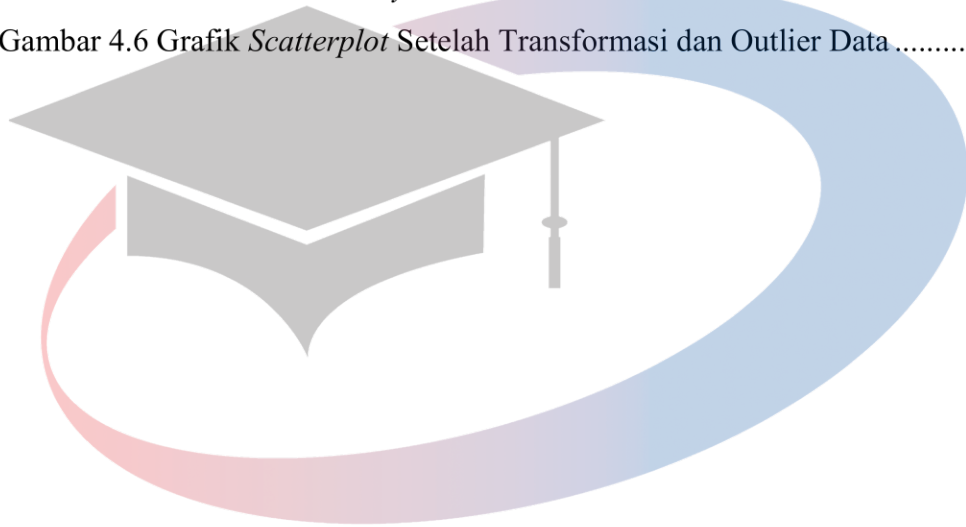 Gambar 4.6 Grafik Scatterplot Setelah Transformasi dan Outlier Data.........